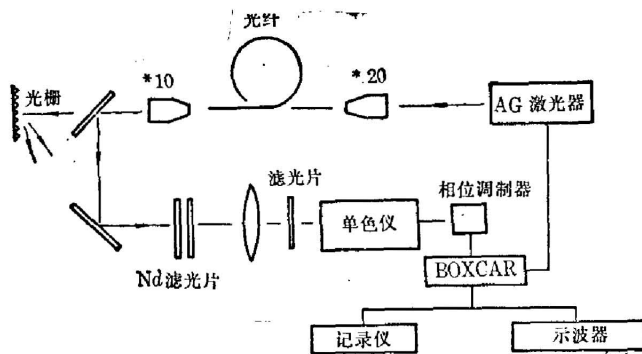 光纤
*10
*20
光栅
AG 激光器
滤光片
相位调制器
单色仪
Nd滤光片
BOXCAR
记录仪
示波器